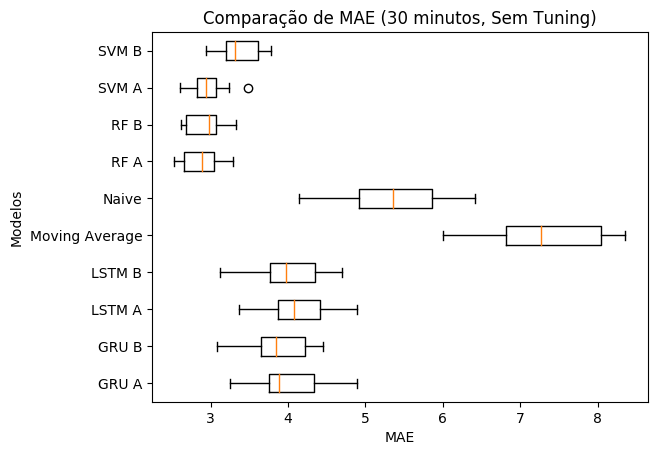 Comparação de MAE (30 minutos, Sem Tuning)
SVM B
SVM A
RF B
RF A
Naive
Moving Average
LSTM B
LSTM A
GRU B
GRU A
Modelos
3 4 5 6 7 8
MAE